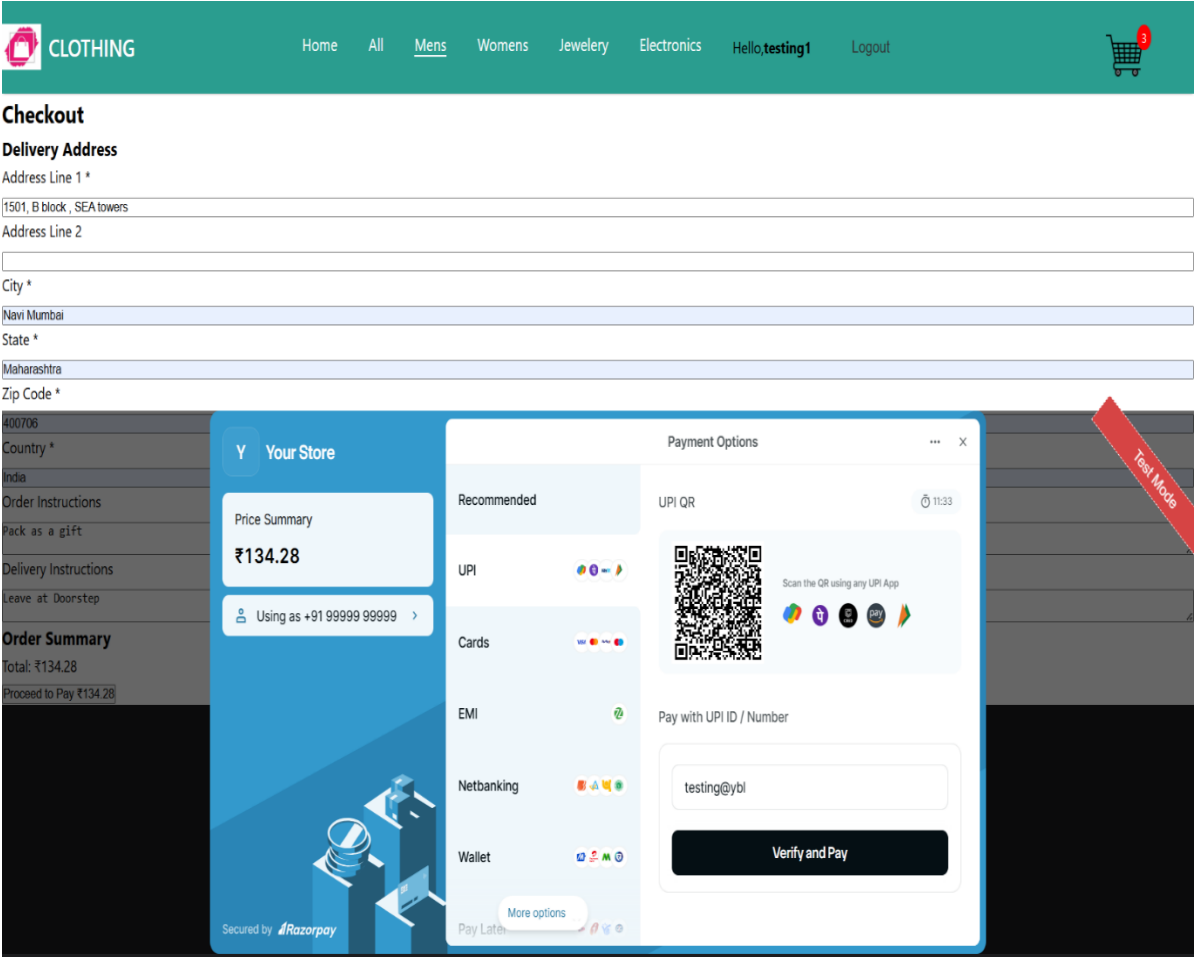 CLOTHING Home All Mens Womens Jewelery Electronics Hello,testing1 Logout 3
Checkout
Delivery Address
Address Line 1 *
1501, B block , SEA towers
Address Line 2
City *
Navi Mumbai
State *
Maharashtra
Zip Code *
400706
Country *
India
Order Instructions
Pack as a gift
Delivery Instructions
Leave at Doorstep
Order Summary
Total: ₹134.28
Proceed to Pay ₹134.28
Test Mode
Y Your Store
Price Summary
₹134.28
Using as +91 99999 99999
Secured by Razorpay
Payment Options
X
Recommended
UPI
Cards
EMI
Netbanking
Wallet
Pay Later
More options
UPI QR 11:33
Scan the QR using any UPI App
pay
Pay with UPI ID / Number
testing@ybl
Verify and Pay